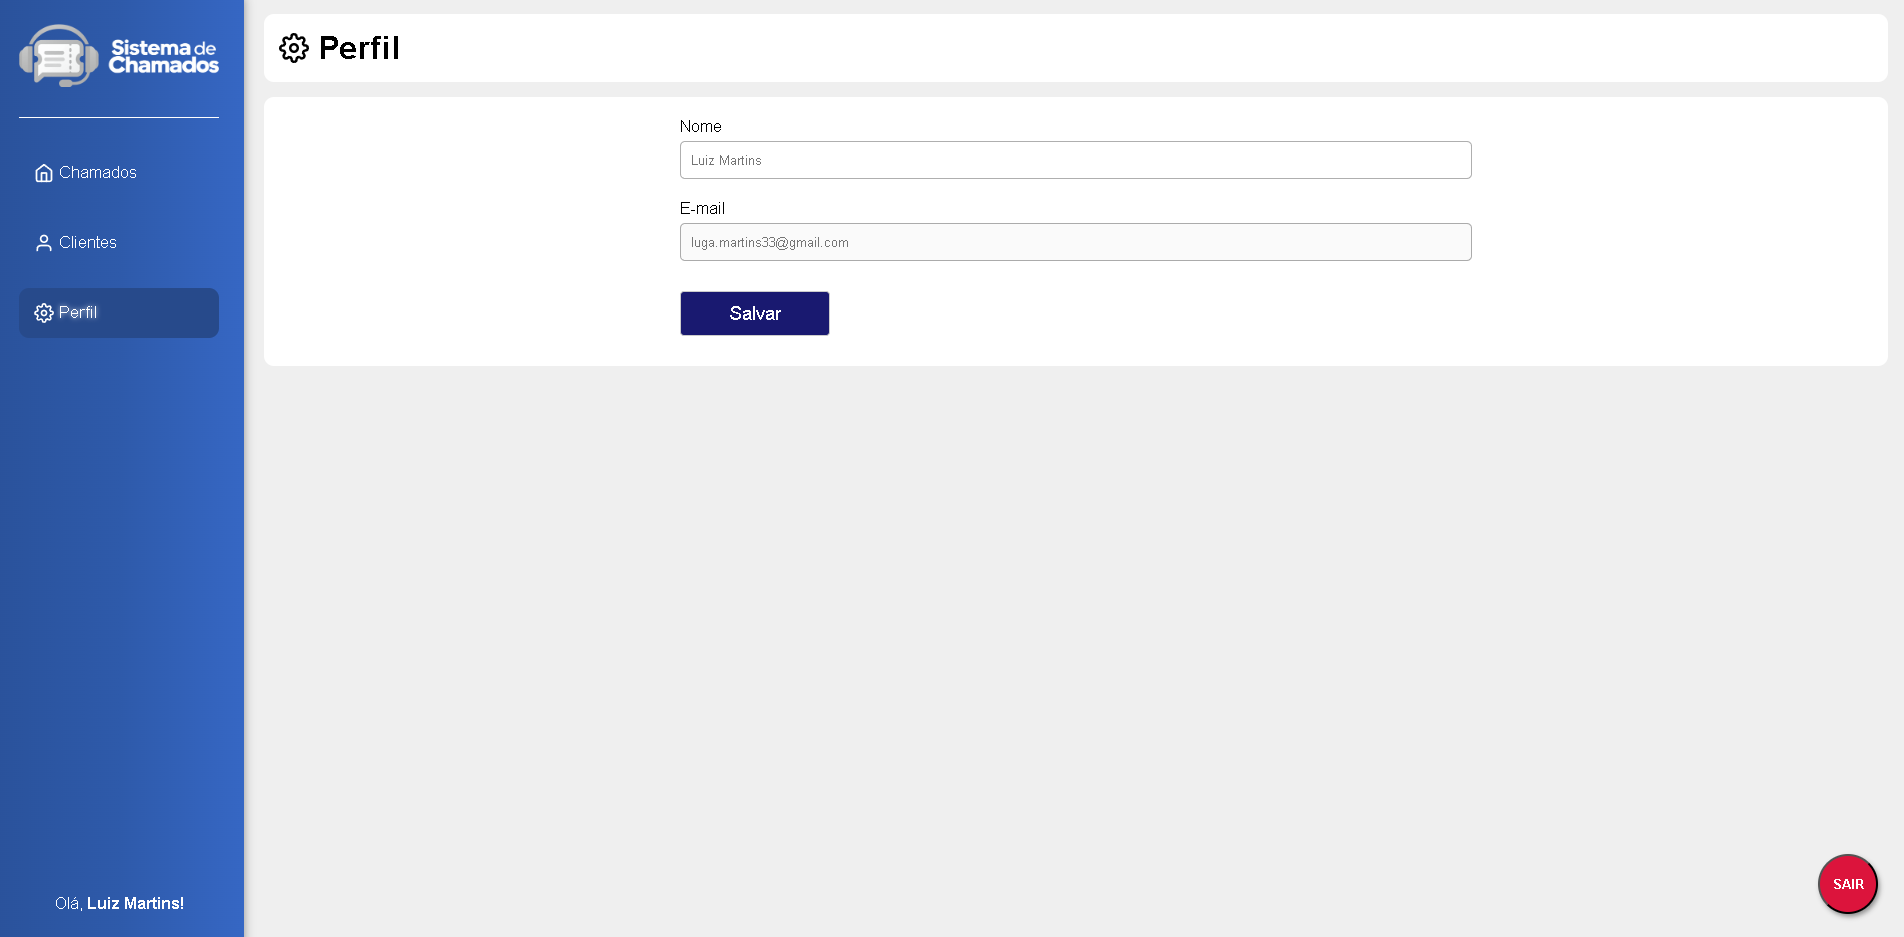 Sistema de
Chamados
Chamados
Clientes
Perfil
Olá, Luiz Martins!
Perfil
Nome
Luiz Martins
E-mail
luga.martins33@gmail.com
Salvar
SAIR